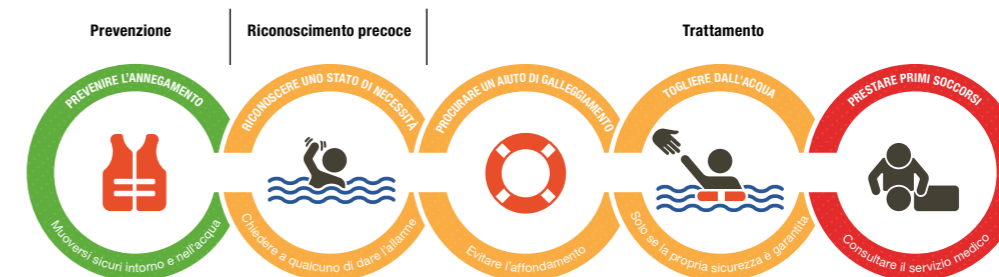 Prevenzione
Riconoscimento precoce
Trattamento
PREVENIRE L'ANNEGAMENTO
Muoversi sicuri intorno e nell'acqua
RICONOSCERE UNO STATO DI NECESSITÀ
Chiedere a qualcuno di dare l'allarme
PROCURARE UN AIUTO DI GALLEGGIAMENTO
Evitare l'affondamento
TOGLIERE DALL'ACQUA
Solo se la propria sicurezza è garantita
PRESTARE PRIMI SOCCORSI
Consultare il servizio medico